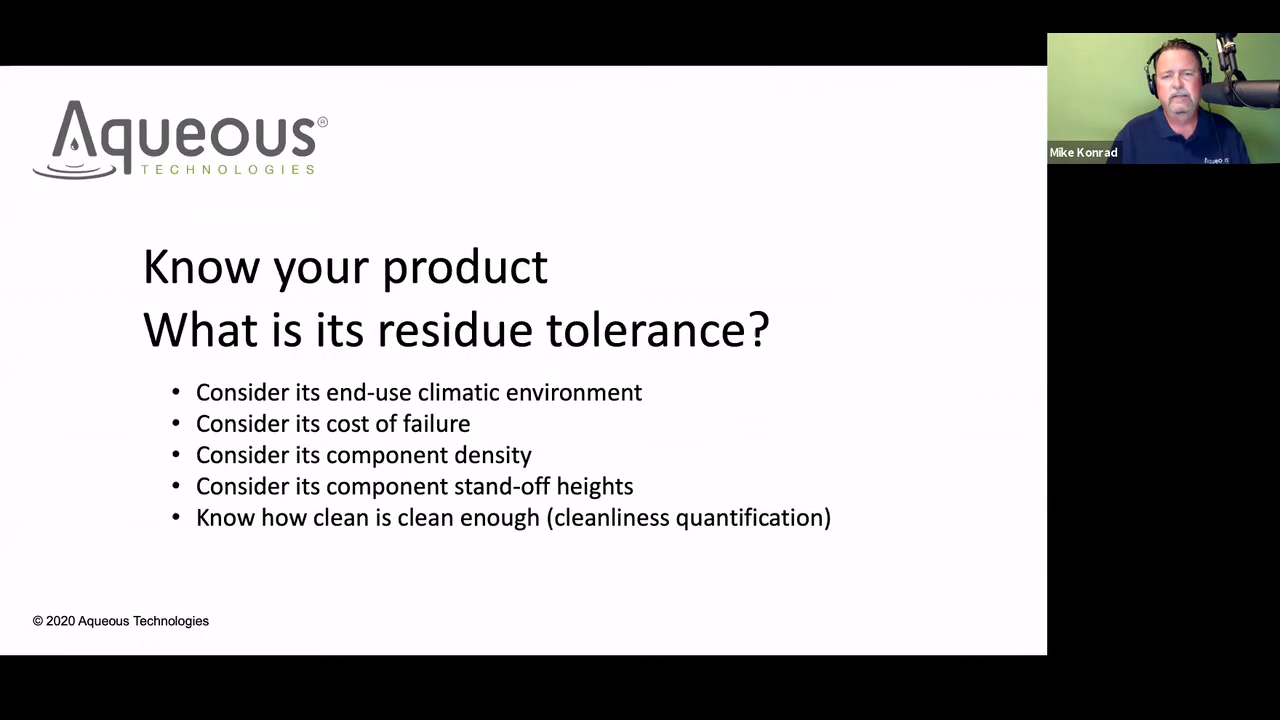 Aqueous®
TECHNOLOGIES
Mike Konrad
Aqueous
Know your product
What is its residue tolerance?
• Consider its end-use climatic environment
• Consider its cost of failure
• Consider its component density
• Consider its component stand-off heights
• Know how clean is clean enough (cleanliness quantification)
© 2020 Aqueous Technologies